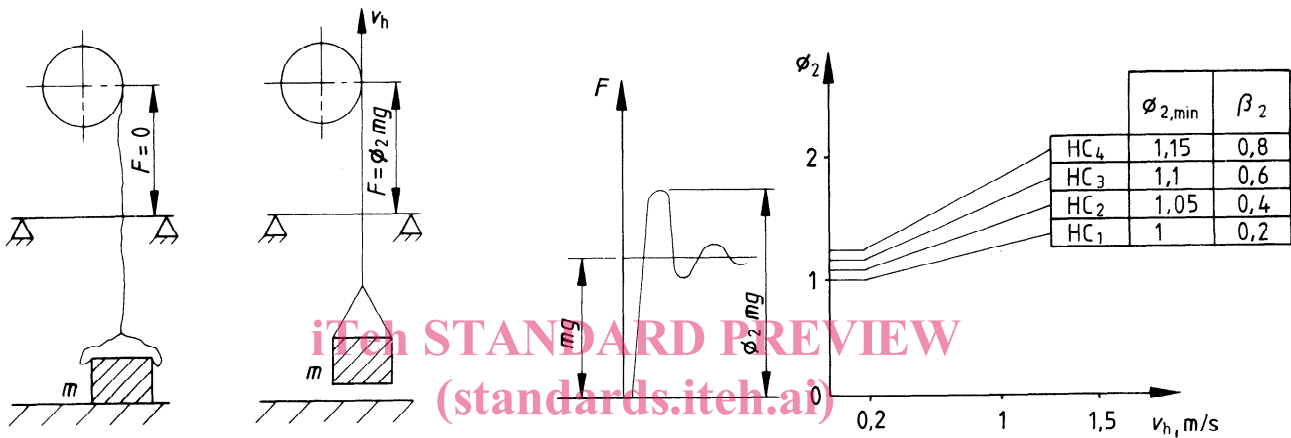 F = 0
m
v_h
F = ϕ₂ mg
m
F
mg
ϕ₂ mg
ϕ₂
2
1
0
0,2
1
1,5
v_h, m/s
ϕ₂,min β₂
HC₄ 1,15 0,8
HC₃ 1,1 0,6
HC₂ 1,05 0,4
HC₁ 1 0,2
iTeh STANDARD PREVIEW
(standards.iteh.ai)